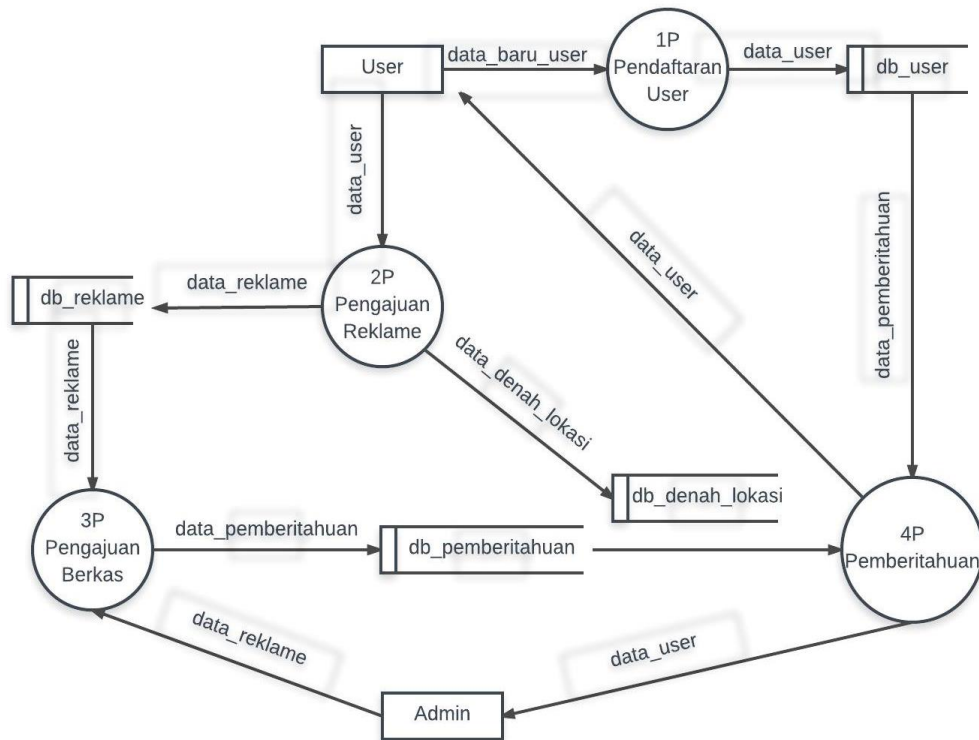 User
data_baru_user
1P
Pendaftaran
User
data_user
db_user
data_user
data_user
data_pemberitahuan
db_reklame
data_reklame
2P
Pengajuan
Reklame
data_reklame
data_denah_lokasi
db_denah_lokasi
3P
Pengajuan
Berkas
data_pemberitahuan
db_pemberitahuan
4P
Pemberitahuan
data_reklame
data_user
Admin